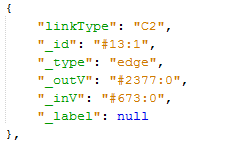 {
"linkType": "C2",
"_id": "#13:1",
"_type": "edge",
"_outV": "#2377:0",
"_inV": "#673:0",
"_label": null
},